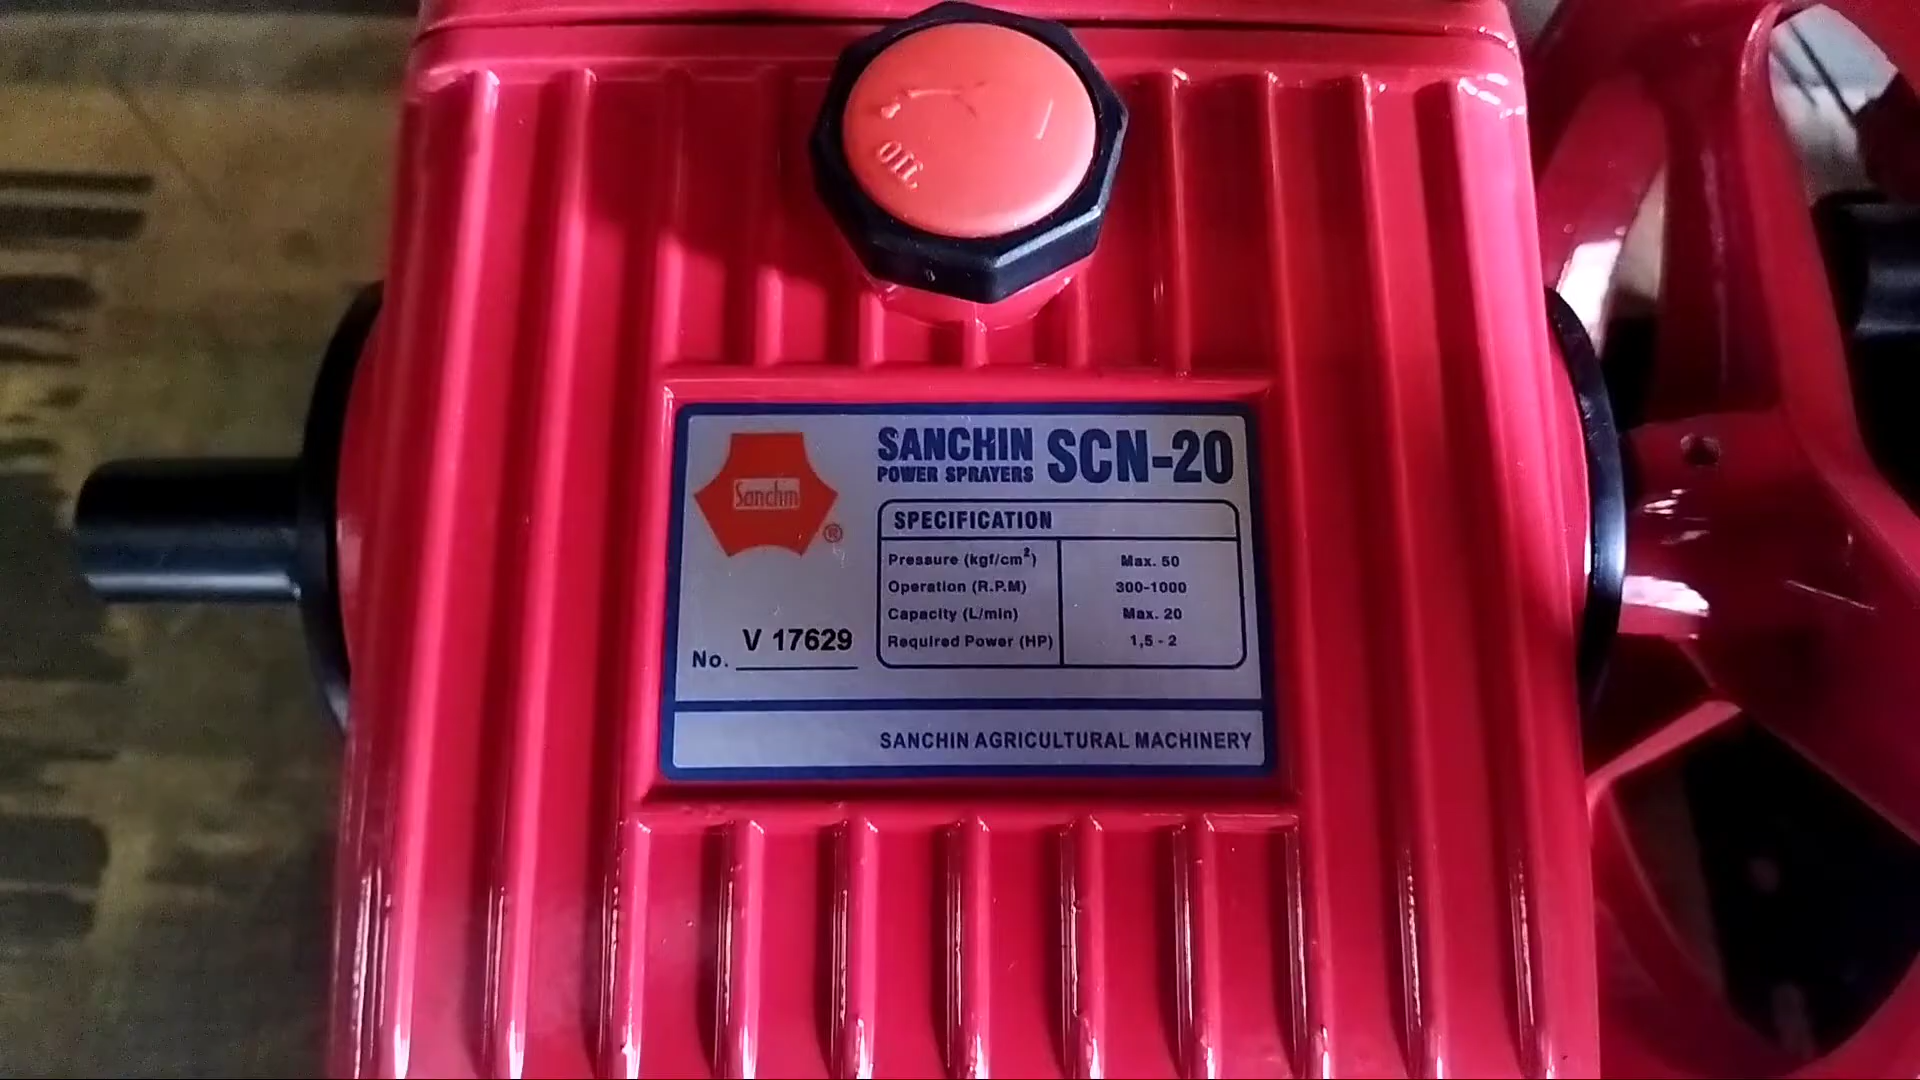 Oil
Sanchin
®
SANCHIN SCN-20
POWER SPRAYERS
SPECIFICATION
Pressure (kgf/cm²) Max. 50
Operation (R.P.M) 300-1000
Capacity (L/min) Max. 20
Required Power (HP) 1,5 - 2
No. V 17629
SANCHIN AGRICULTURAL MACHINERY